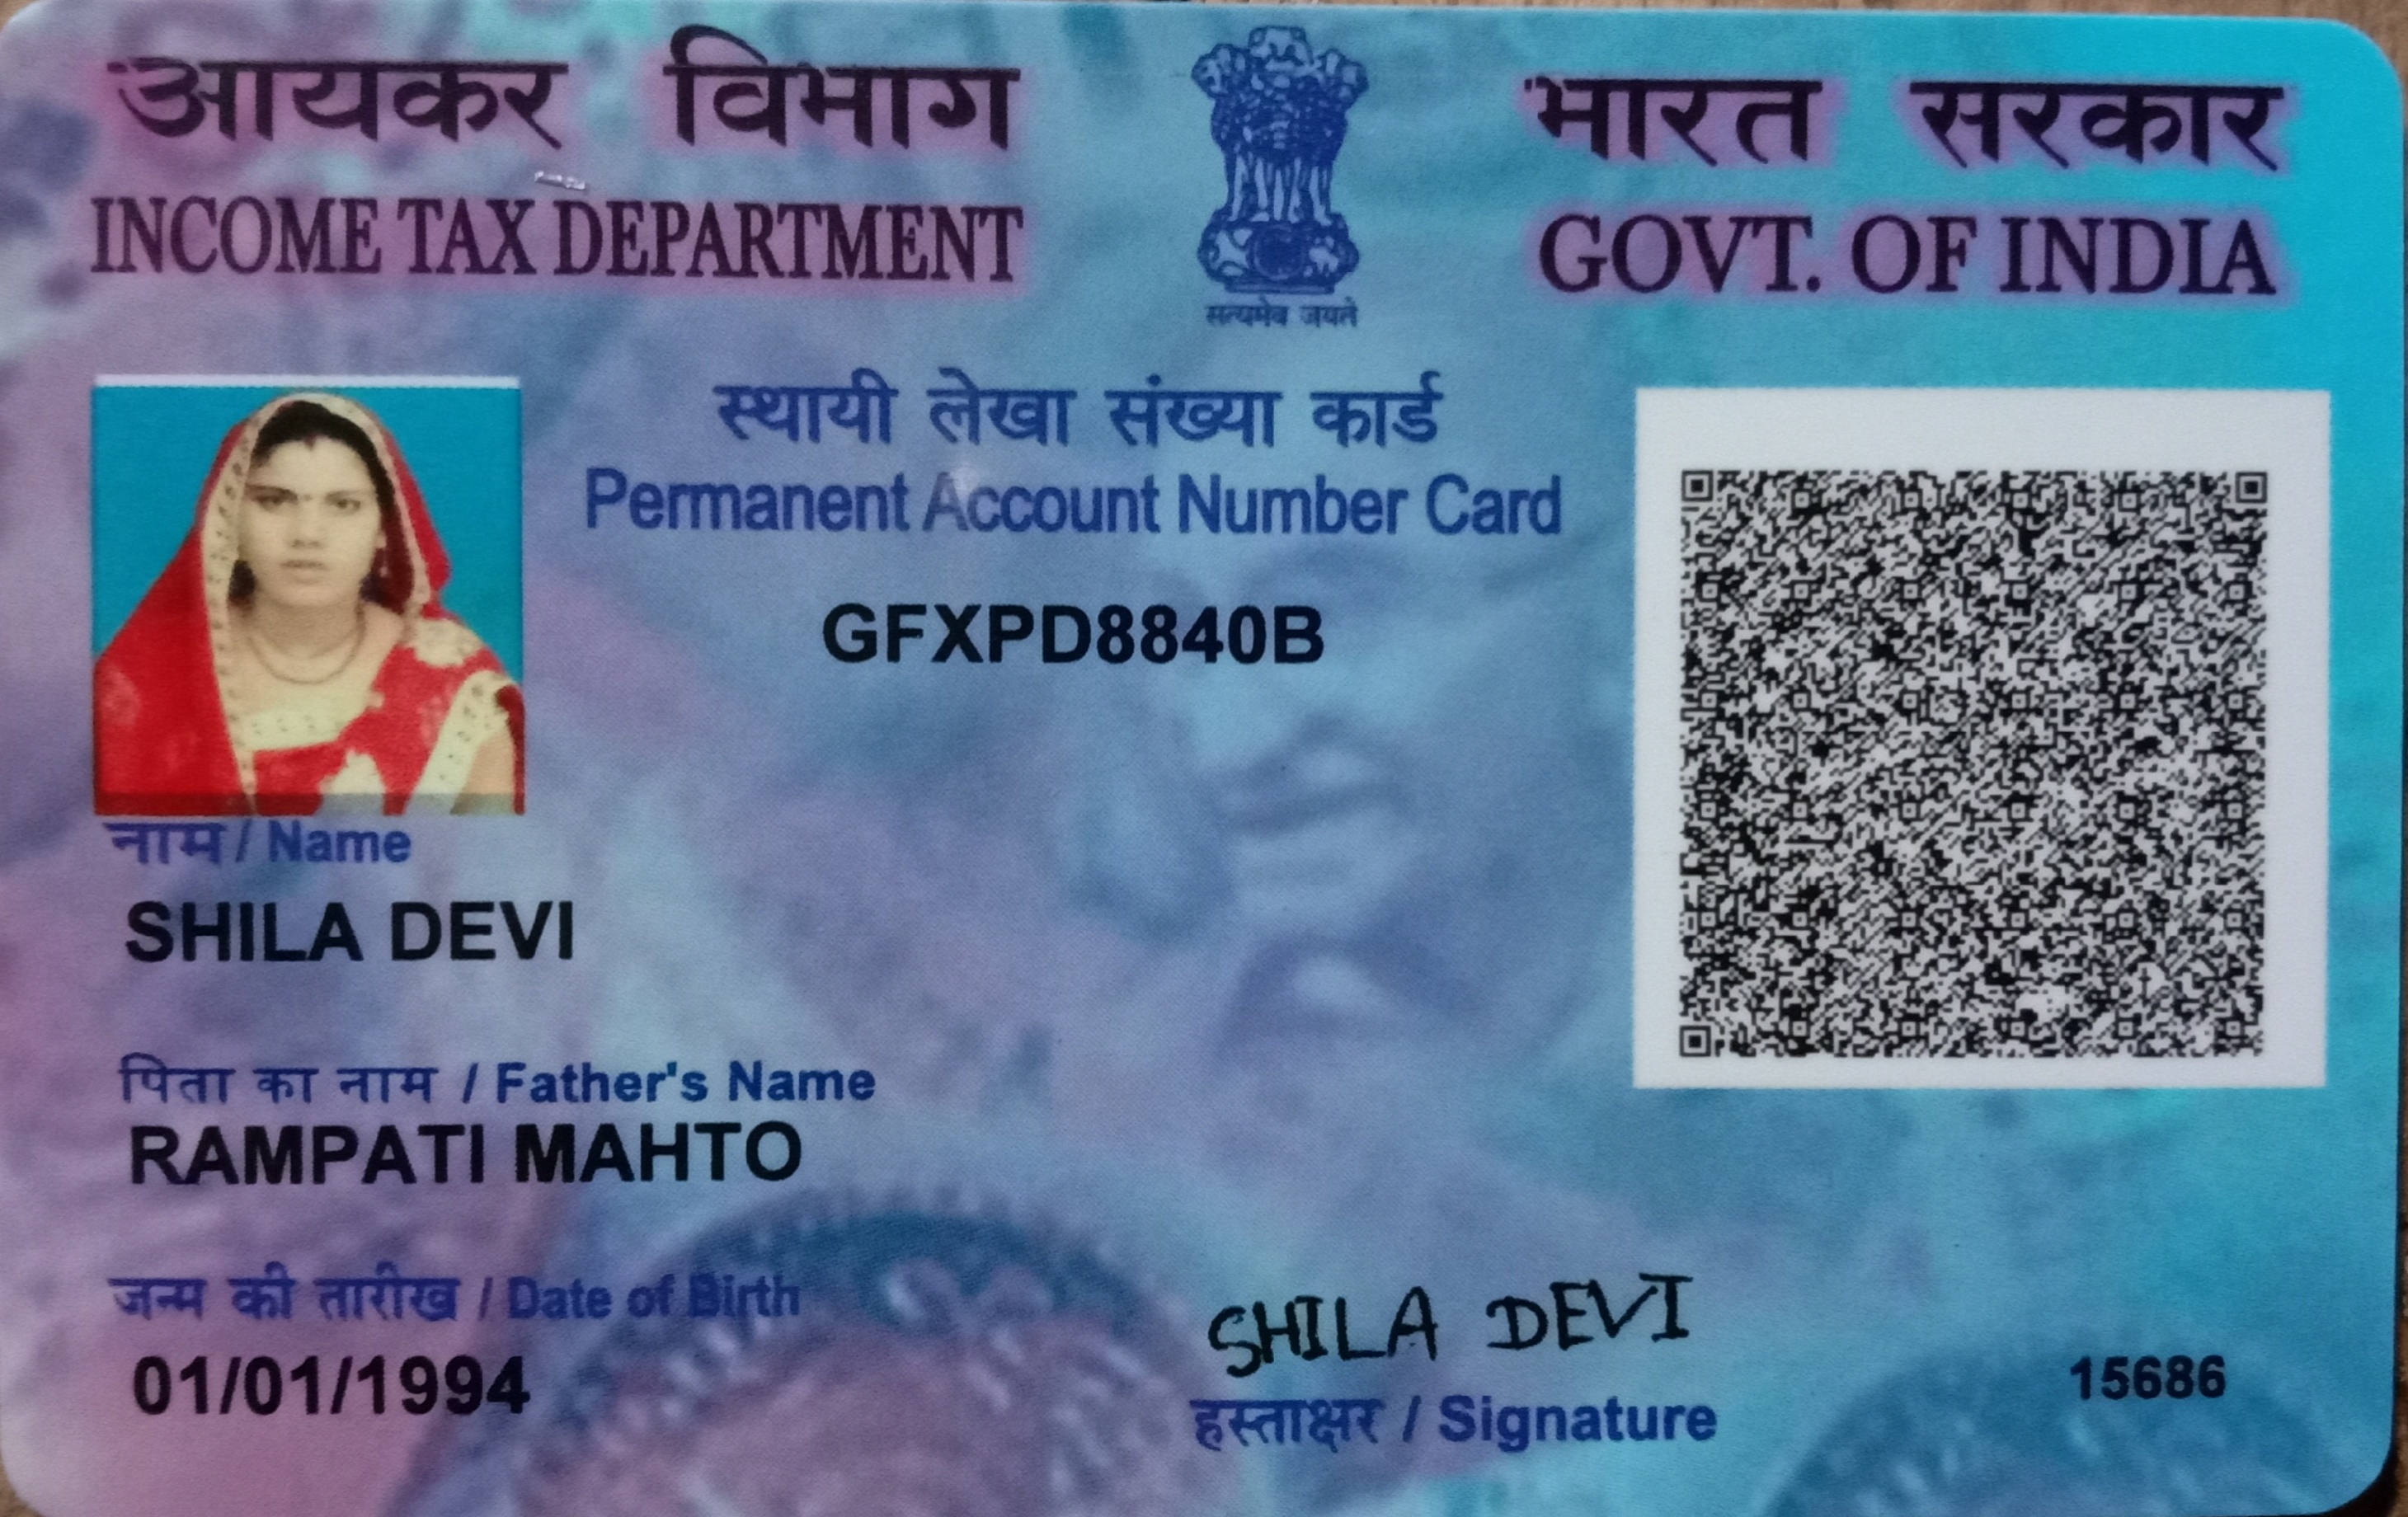 आयकर विभाग
INCOME TAX DEPARTMENT
सत्यमेव जयते
भारत सरकार
GOVT. OF INDIA
स्थायी लेखा संख्या कार्ड
Permanent Account Number Card
GFXPD8840B
नाम / Name
SHILA DEVI
पिता का नाम / Father's Name
RAMPATI MAHTO
जन्म की तारीख / Date of Birth
01/01/1994
SHILA DEVI
हस्ताक्षर / Signature
15686